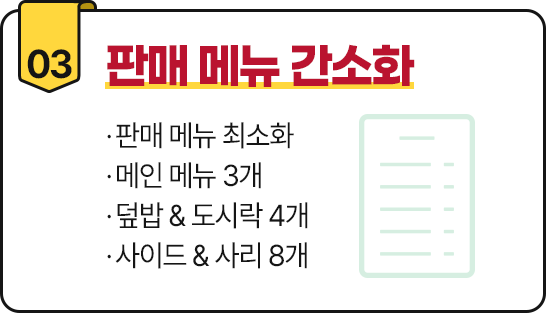 03
판매 메뉴 간소화
· 판매 메뉴 최소화
· 메인 메뉴 3개
· 덮밥 & 도시락 4개
· 사이드 & 사리 8개